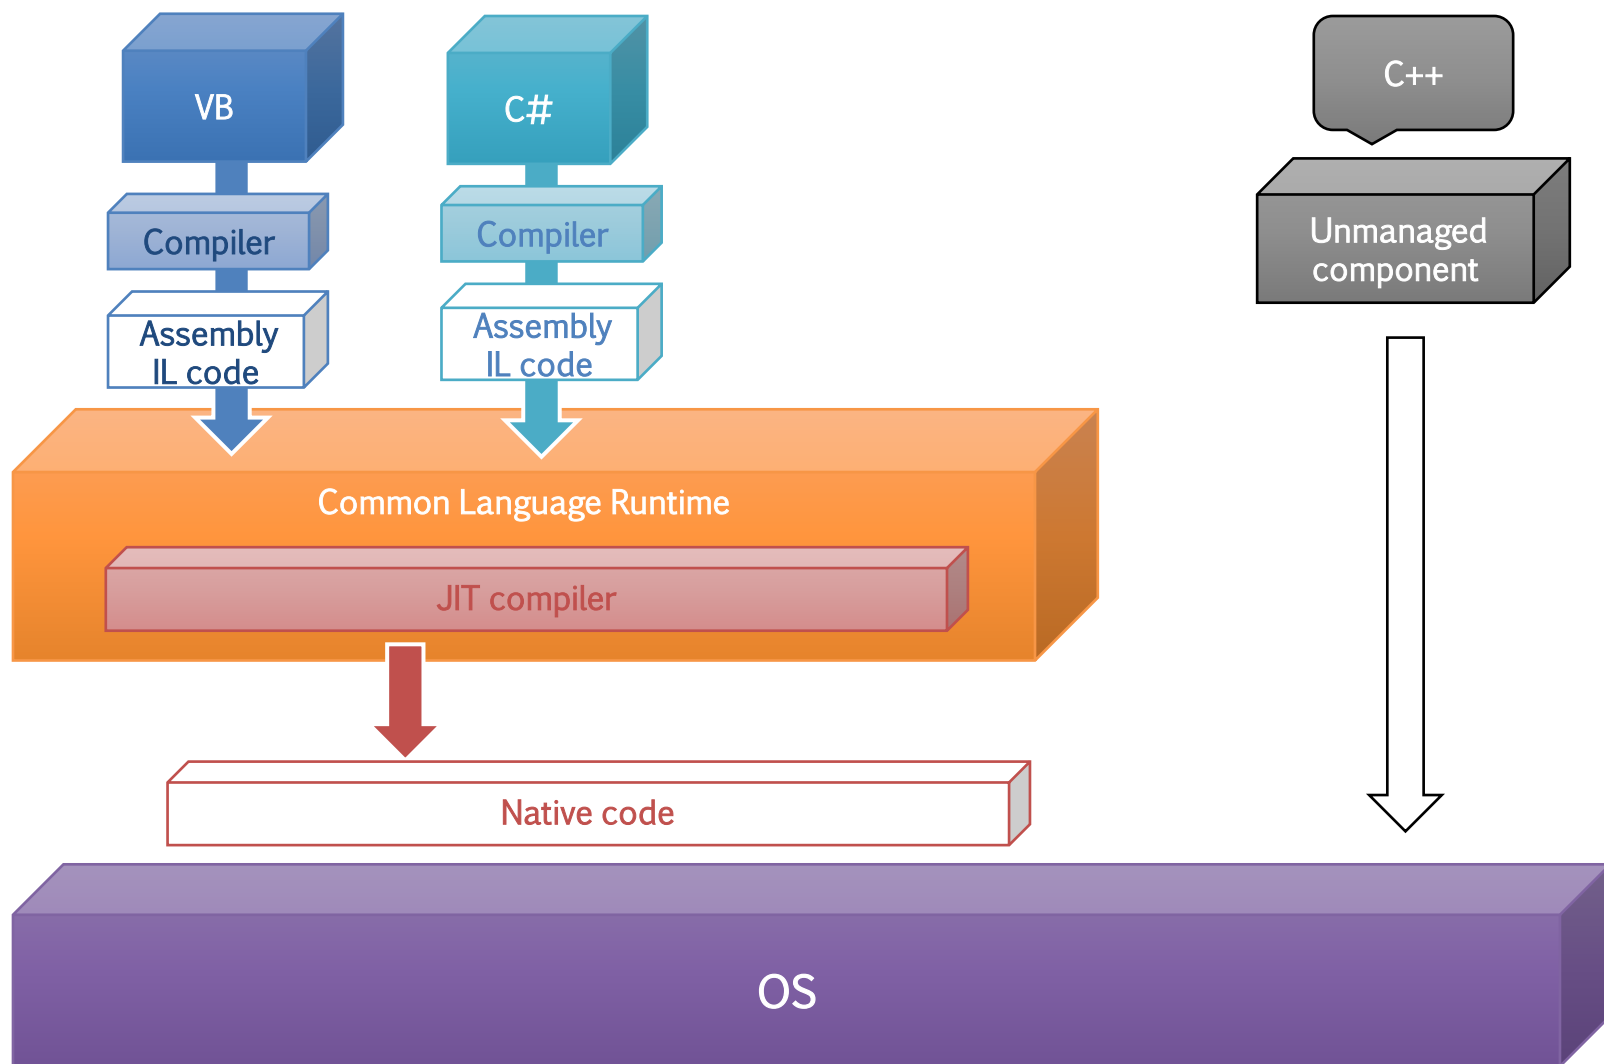 VB
C#
C++
Compiler
Compiler
Unmanaged
component
Assembly
IL code
Assembly
IL code
Common Language Runtime
JIT compiler
Native code
OS